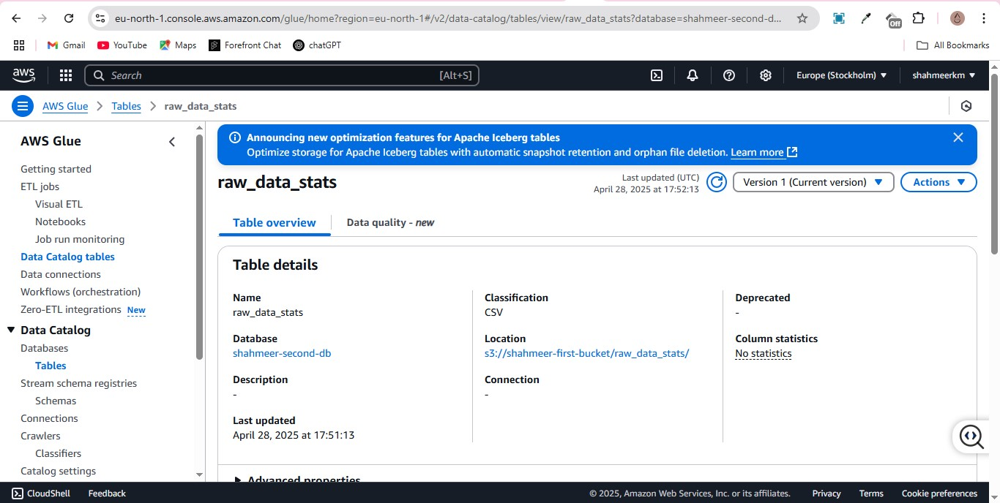 eu-north-1.console.aws.amazon.com/glue/home?region=eu-north-1#/v2/data-catalog/tables/view/raw_data_stats?database=shahmeer-second-d...
Off
Gmail YouTube Maps Forefront Chat chatGPT All Bookmarks
aws Search [Alt+S] Europe (Stockholm) shahmeerkm
AWS Glue Tables raw_data_stats
AWS Glue
Getting started
ETL jobs
Visual ETL
Notebooks
Job run monitoring
Data Catalog tables
Data connections
Workflows (orchestration)
Zero-ETL integrations New
Data Catalog
Databases
Tables
Stream schema registries
Schemas
Connections
Crawlers
Classifiers
Catalog settings
Announcing new optimization features for Apache Iceberg tables
Optimize storage for Apache Iceberg tables with automatic snapshot retention and orphan file deletion. Learn more
raw_data_stats
Last updated (UTC)
April 28, 2025 at 17:52:13
Version 1 (Current version)
Actions
Table overview
Data quality - new
Table details
Name
raw_data_stats
Database
shahmeer-second-db
Description
-
Last updated
April 28, 2025 at 17:51:13
Classification
CSV
Location
s3://shahmeer-first-bucket/raw_data_stats/
Connection
-
Deprecated
-
Column statistics
No statistics
Advanced properties
CloudShell Feedback © 2025, Amazon Web Services, Inc. or its affiliates. Privacy Terms Cookie preferences